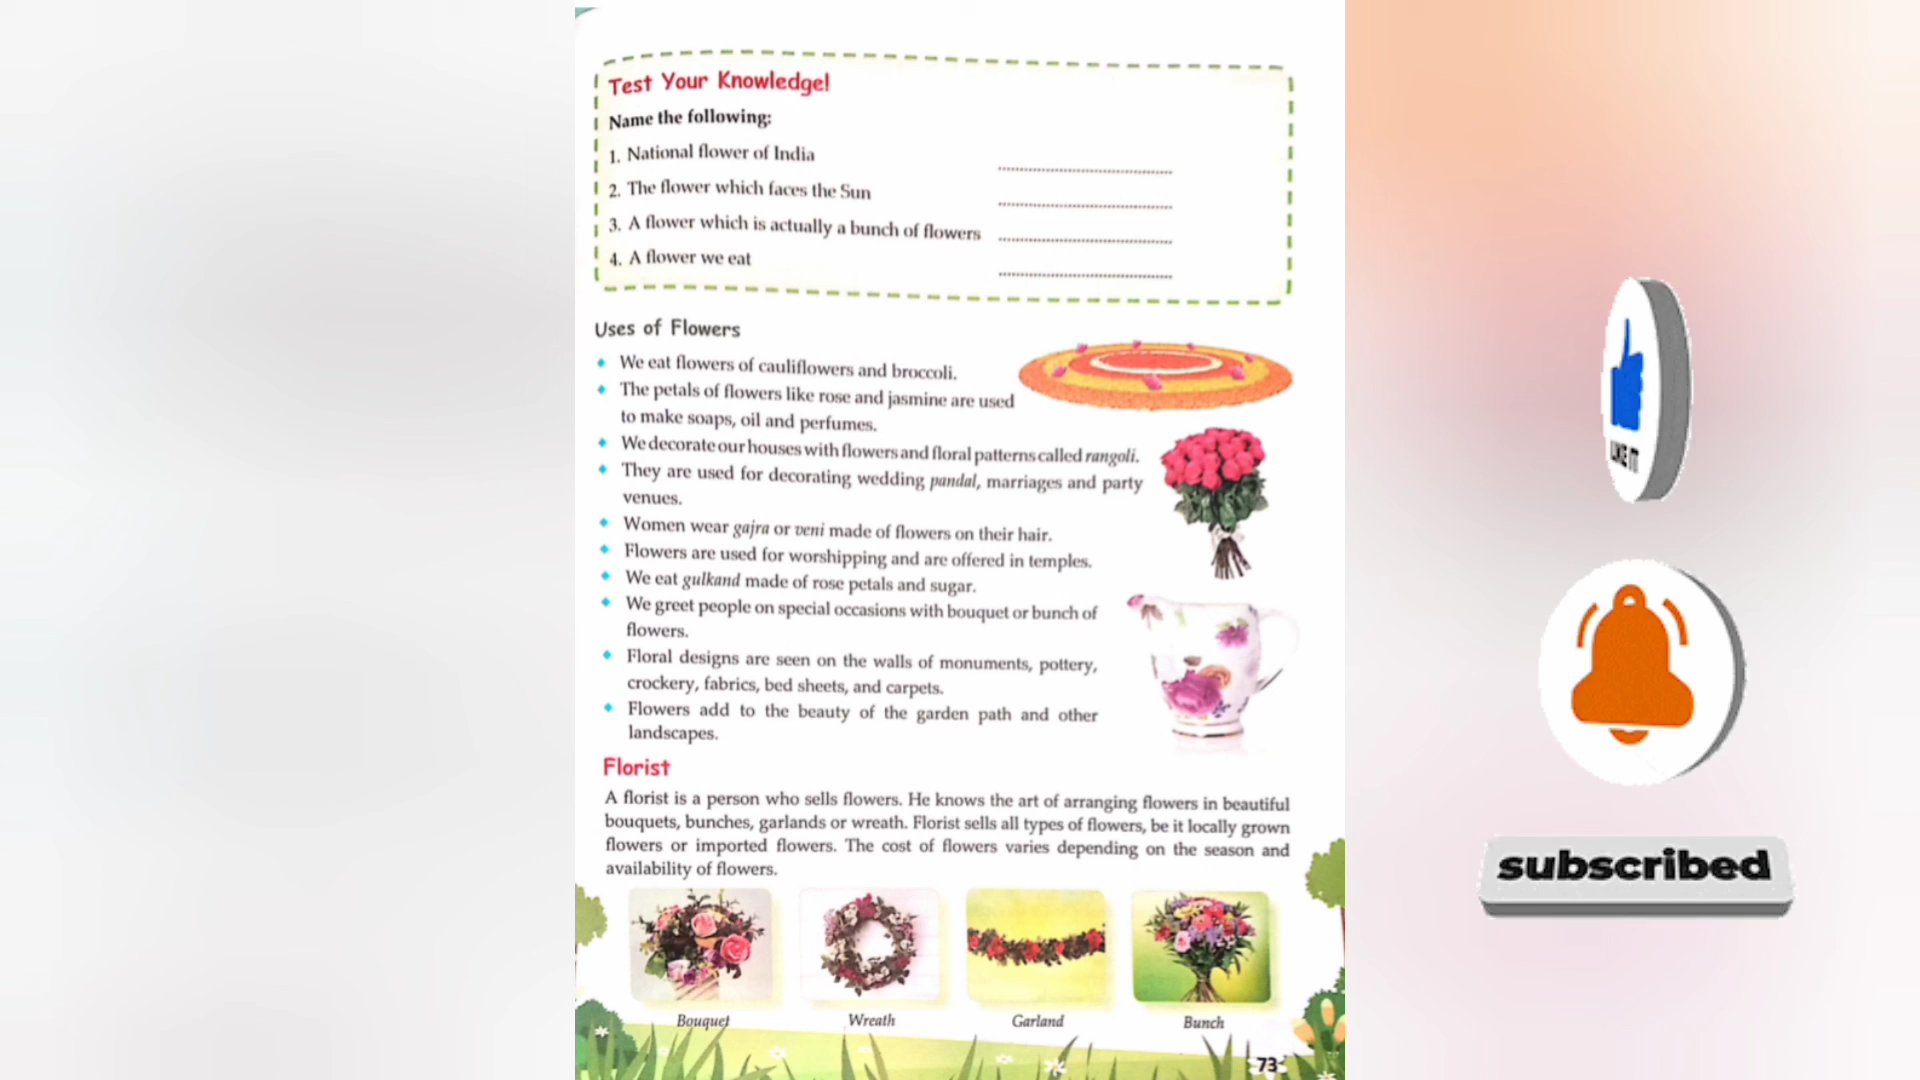 Test Your Knowledge!
Name the following:
1. National flower of India ........................................
2. The flower which faces the Sun ........................................
3. A flower which is actually a bunch of flowers ........................................
4. A flower we eat ........................................
Uses of Flowers
We eat flowers of cauliflowers and broccoli.
The petals of flowers like rose and jasmine are used
to make soaps, oil and perfumes.
We decorate our houses with flowers and floral patterns called rangoli.
They are used for decorating wedding pandal, marriages and party
venues.
Women wear gajra or veni made of flowers on their hair.
Flowers are used for worshipping and are offered in temples.
We eat gulkand made of rose petals and sugar.
We greet people on special occasions with bouquet or bunch of
flowers.
Floral designs are seen on the walls of monuments, pottery,
crockery, fabrics, bed sheets, and carpets.
Flowers add to the beauty of the garden path and other
landscapes.
Florist
A florist is a person who sells flowers. He knows the art of arranging flowers in beautiful
bouquets, bunches, garlands or wreath. Florist sells all types of flowers, be it locally grown
flowers or imported flowers. The cost of flowers varies depending on the season and
availability of flowers.
Bouquet
Wreath
Garland
Bunch
73
LIKE IT
subscribed